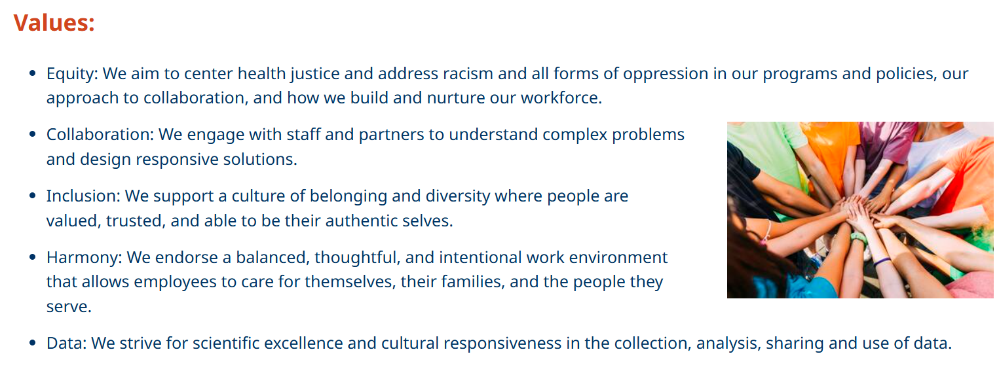 Values:
• Equity: We aim to center health justice and address racism and all forms of oppression in our programs and policies, our
approach to collaboration, and how we build and nurture our workforce.
• Collaboration: We engage with staff and partners to understand complex problems
and design responsive solutions.
• Inclusion: We support a culture of belonging and diversity where people are
valued, trusted, and able to be their authentic selves.
• Harmony: We endorse a balanced, thoughtful, and intentional work environment
that allows employees to care for themselves, their families, and the people they
serve.
• Data: We strive for scientific excellence and cultural responsiveness in the collection, analysis, sharing and use of data.